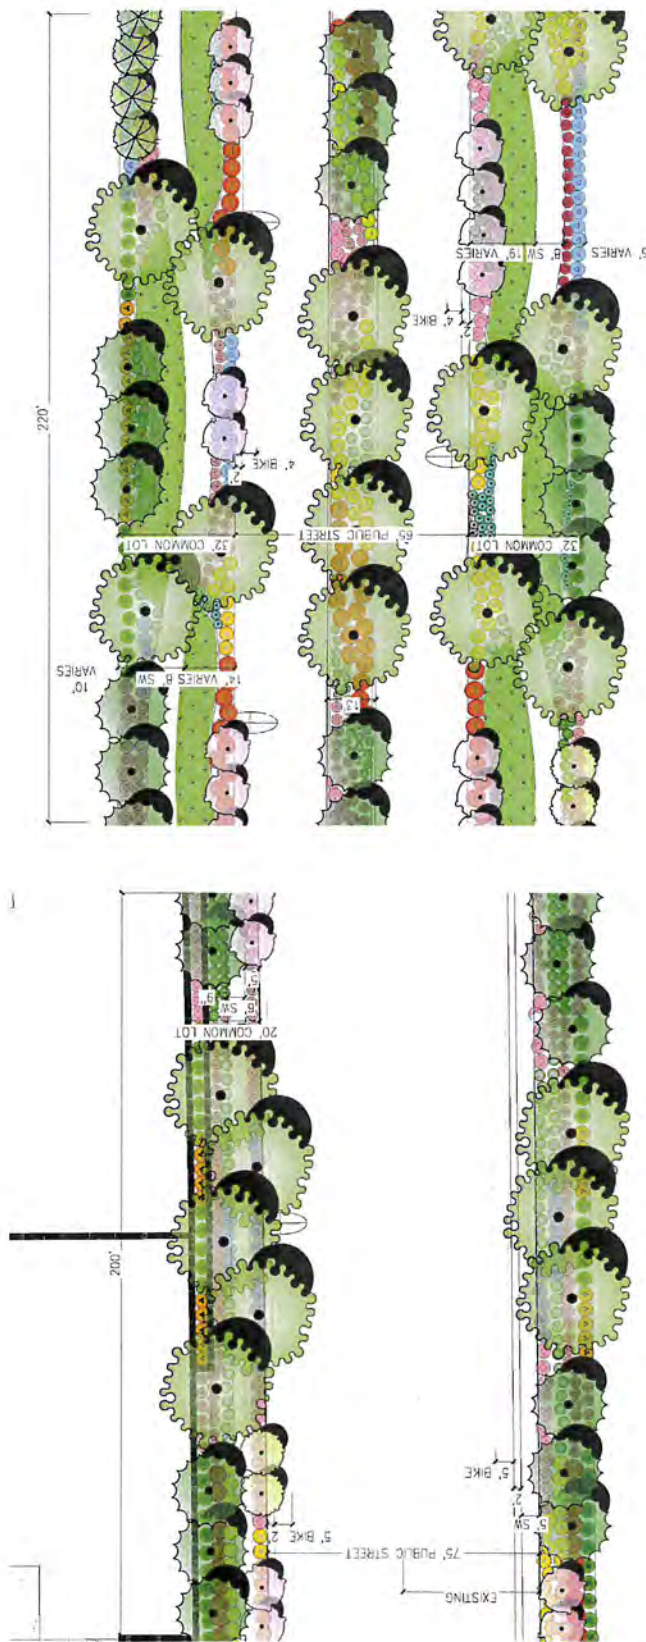 220'
5' VARIES
8' SW
19' VARIES
4' BIKE
2'
4' BIKE
2'
32' COMMON LOT
65' PUBLIC STREET
32' COMMON LOT
10' VARIES
8' SW
14' VARIES
13'
5'
6' SW
9"
20' COMMON LOT
200'
5' BIKE
2'
5' SW
5' BIKE
2'
75' PUBLIC STREET
EXISTING